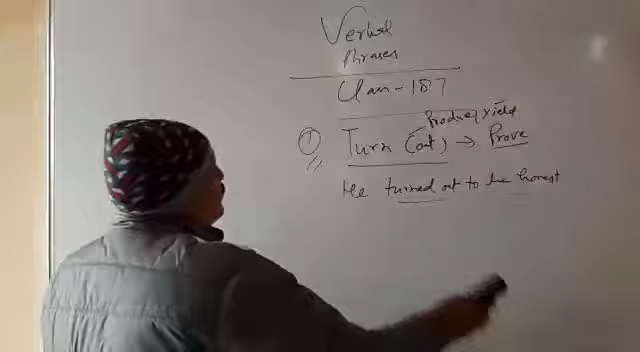 Verbal
Phrases
Class - 187
Produce, yield
① Turn (out) → Prove
He turned out to be honest